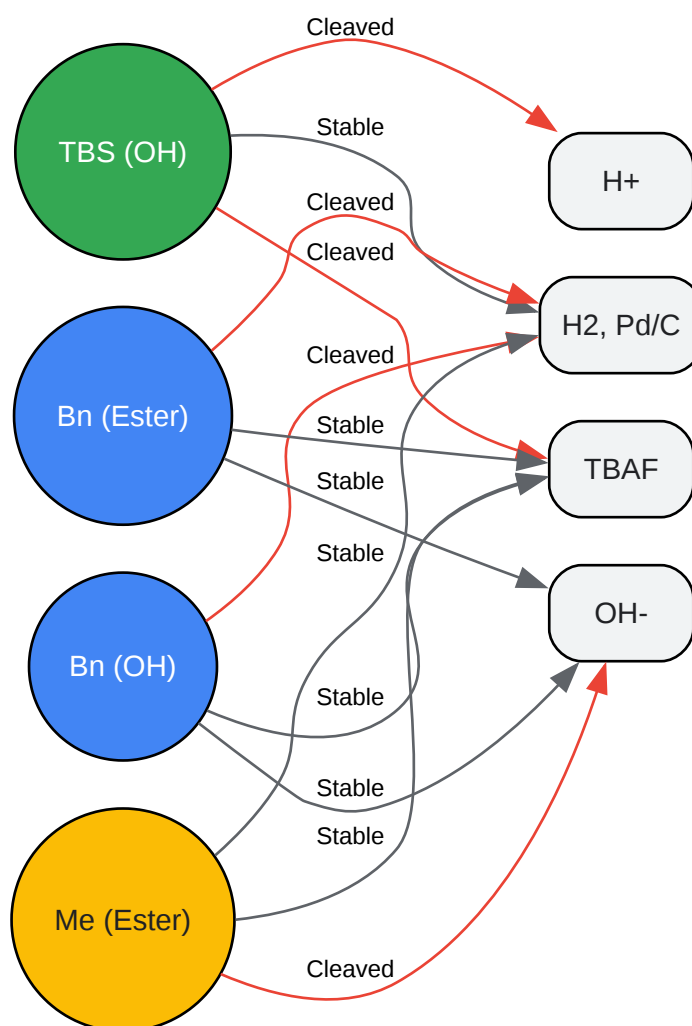 Cleaved
TBS (OH)
Stable
H+
Cleaved
Cleaved
H2, Pd/C
Cleaved
Bn (Ester)
Stable
TBAF
Stable
Stable
OH-
Bn (OH)
Stable
Stable
Stable
Me (Ester)
Cleaved